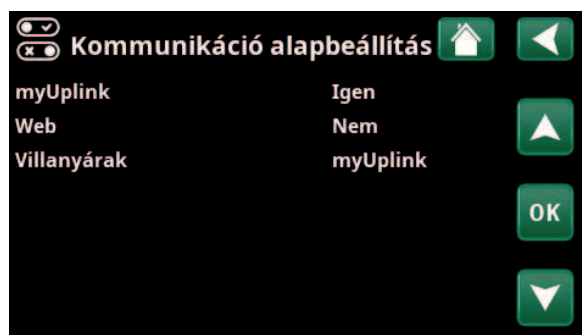 Kommunikáció alapbeállítás
myUplink Igen
Web Nem
Villanyárak myUplink
OK